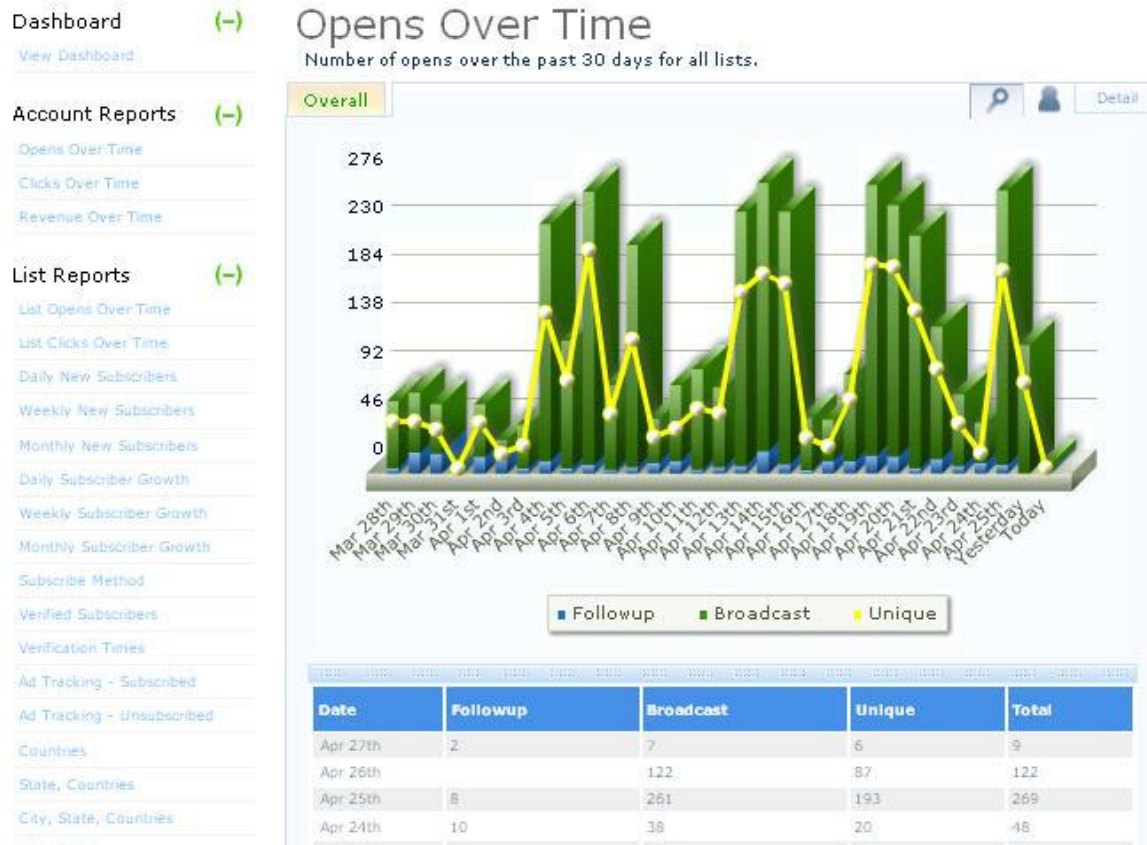 Dashboard (-)
View Dashboard
Account Reports (-)
Opens Over Time
Clicks Over Time
Revenue Over Time
List Reports (-)
List Opens Over Time
List Clicks Over Time
Daily New Subscribers
Weekly New Subscribers
Monthly New Subscribers
Daily Subscriber Growth
Weekly Subscriber Growth
Monthly Subscriber Growth
Subscribe Method
Verified Subscribers
Verification Times
Ad Tracking - Subscribed
Ad Tracking - Unsubscribed
Countries
State, Countries
City, State, Countries
Opens Over Time
Number of opens over the past 30 days for all lists.
Overall
Detail
276
230
184
138
92
46
0
Mar 28th
Mar 29th
Mar 30th
Mar 31st
Apr 1st
Apr 2nd
Apr 3rd
Apr 4th
Apr 5th
Apr 6th
Apr 7th
Apr 8th
Apr 9th
Apr 10th
Apr 11th
Apr 12th
Apr 13th
Apr 14th
Apr 15th
Apr 16th
Apr 17th
Apr 18th
Apr 19th
Apr 20th
Apr 21st
Apr 22nd
Apr 23rd
Apr 24th
Apr 25th
Yesterday
Today
Followup Broadcast Unique
Date Followup Broadcast Unique Total
Apr 27th 2 7 6 9
Apr 26th 122 87 122
Apr 25th 8 261 193 269
Apr 24th 10 38 20 48